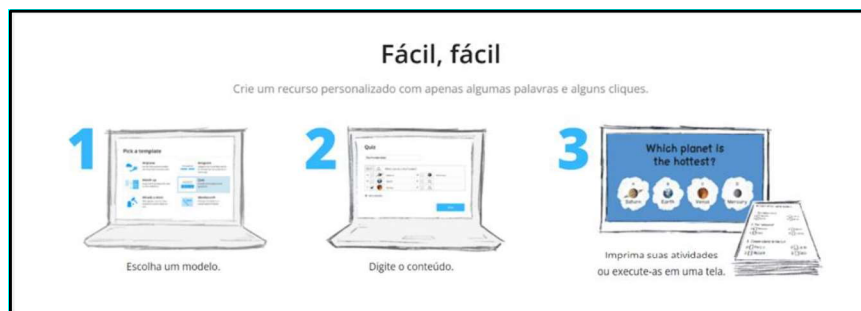 Fácil, fácil
Crie um recurso personalizado com apenas algumas palavras e alguns cliques.
1
Pick a template
2
Quiz
3
Which planet is
the hottest?
Saturn
Earth
Venus
Mercury
Escolha um modelo.
Digite o conteúdo.
Imprima suas atividades
ou execute-as em uma tela.